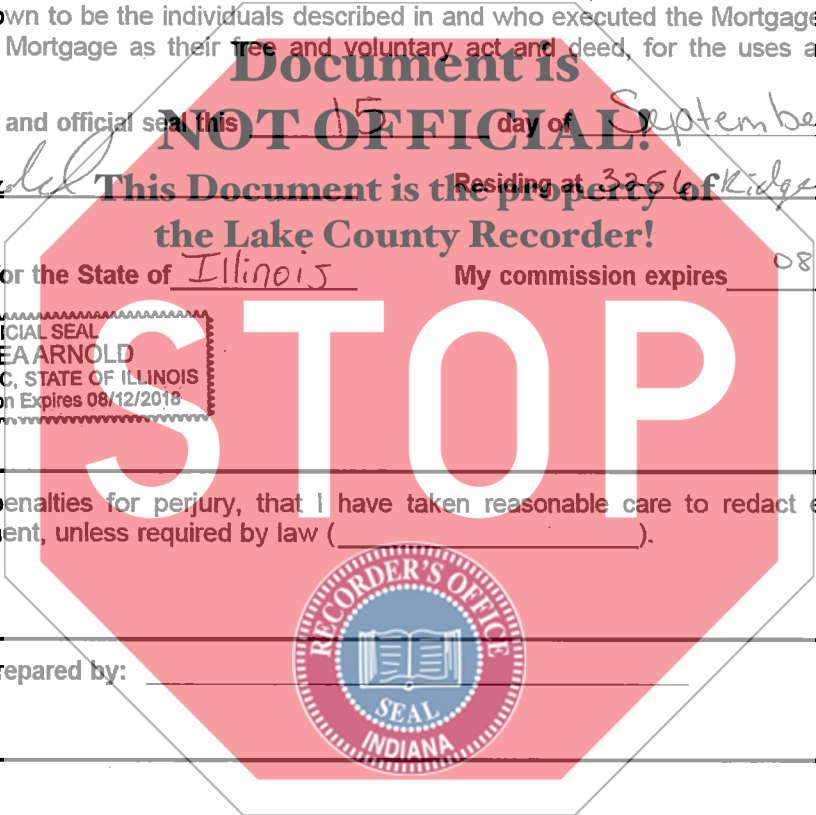 own to be the individuals described in and who executed the Mortgage
Mortgage as their free and voluntary act and deed, for the uses a
Document is
NOT OFFICIAL!
and official seal this 15 day of Septembe
This Document is the property of
Residing at 3256 Ridge
the Lake County Recorder!
or the State of Illinois My commission expires 08
ICIAL SEAL
EA ARNOLD
C, STATE OF ILLINOIS
on Expires 08/12/2018
STOP
penalties for perjury, that I have taken reasonable care to redact e
ent, unless required by law ( ).
RECORDER'S OFFICE
SEAL
INDIANA
repared by: